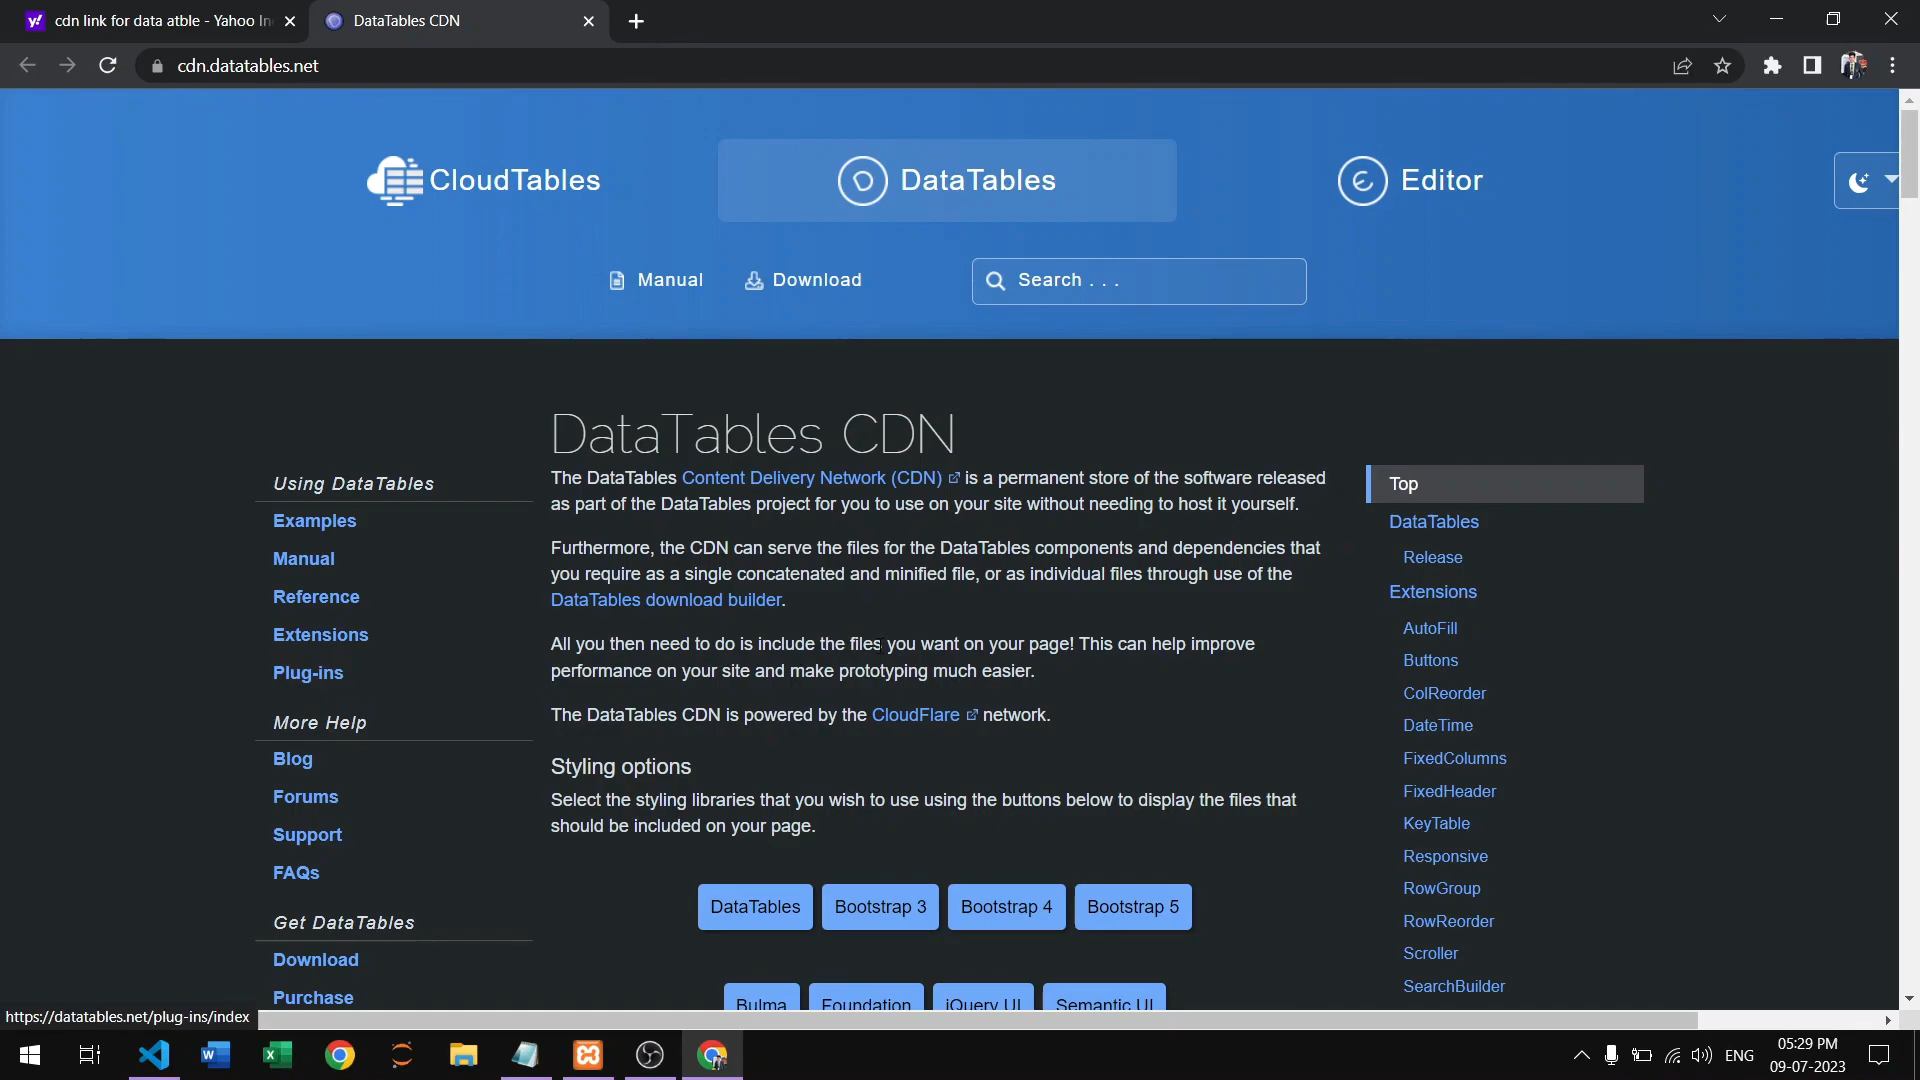 cdn link for data atble - Yahoo In
DataTables CDN
cdn.datatables.net
CloudTables
DataTables
Editor
Manual
Download
Search . . .
DataTables CDN
Using DataTables
Examples
Manual
Reference
Extensions
Plug-ins
More Help
Blog
Forums
Support
FAQs
Get DataTables
Download
Purchase
The DataTables Content Delivery Network (CDN) is a permanent store of the software released
as part of the DataTables project for you to use on your site without needing to host it yourself.
Furthermore, the CDN can serve the files for the DataTables components and dependencies that
you require as a single concatenated and minified file, or as individual files through use of the
DataTables download builder.
All you then need to do is include the files you want on your page! This can help improve
performance on your site and make prototyping much easier.
The DataTables CDN is powered by the CloudFlare network.
Styling options
Select the styling libraries that you wish to use using the buttons below to display the files that
should be included on your page.
DataTables
Bootstrap 3
Bootstrap 4
Bootstrap 5
Bulma
Foundation
jQuery UI
Semantic UI
Top
DataTables
Release
Extensions
AutoFill
Buttons
ColReorder
DateTime
FixedColumns
FixedHeader
KeyTable
Responsive
RowGroup
RowReorder
Scroller
SearchBuilder
https://datatables.net/plug-ins/index
ENG
05:29 PM
09-07-2023